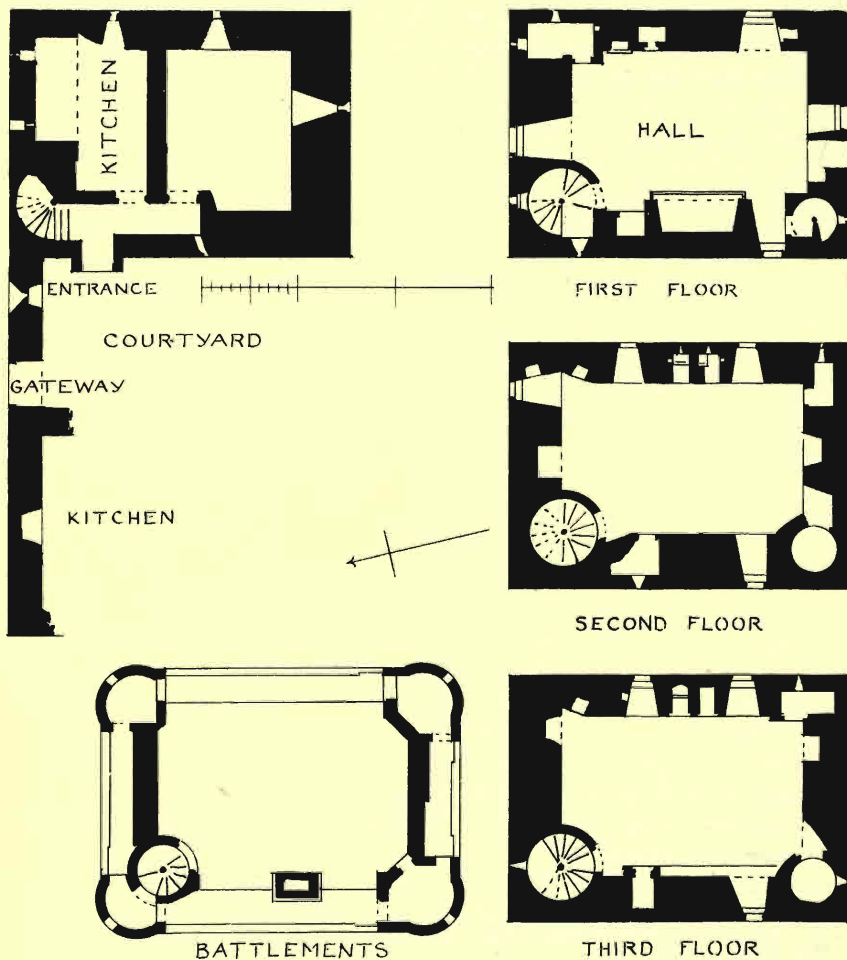 KITCHEN
HALL
ENTRANCE
FIRST FLOOR
COURTYARD
GATEWAY
KITCHEN
SECOND FLOOR
BATTLEMENTS
THIRD FLOOR